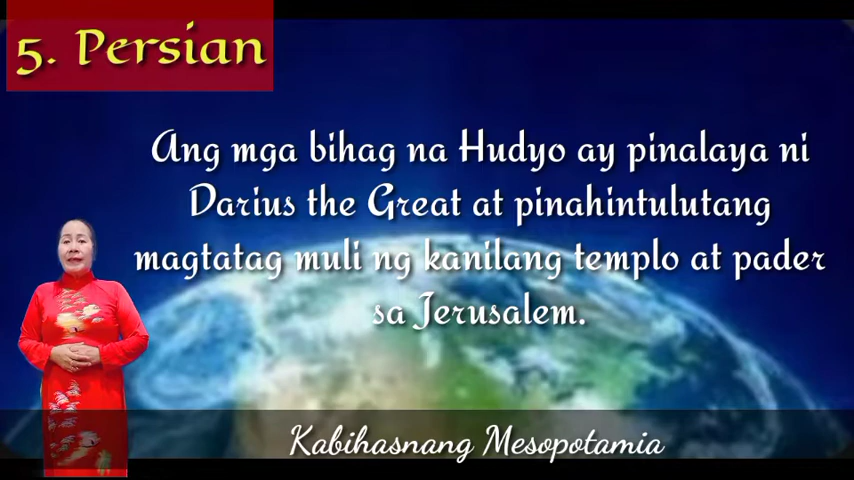 5. Persian
Ang mga bihag na Hudyo ay pinalaya ni
Darius the Great at pinahintulutang
magtatag muli ng kanilang templo at pader
sa Jerusalem.
Kabihasnang Mesopotamia